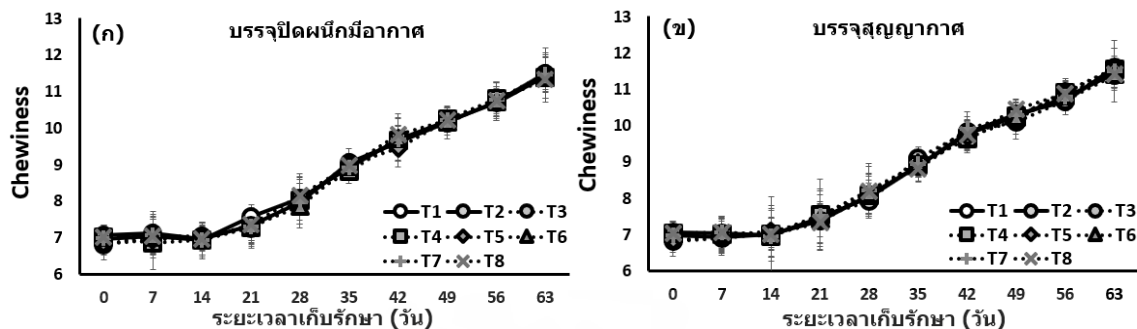 (ก) บรรจุปิดผนึกมีอากาศ
Chewiness
13
12
11
10
9
8
7
6
0 7 14 21 28 35 42 49 56 63
T1 T2 T3
T4 T5 T6
T7 T8
ระยะเวลาเก็บรักษา (วัน)
(ข) บรรจุสุญญากาศ
Chewiness
13
12
11
10
9
8
7
6
0 7 14 21 28 35 42 49 56 63
T1 T2 T3
T4 T5 T6
T7 T8
ระยะเวลาเก็บรักษา (วัน)